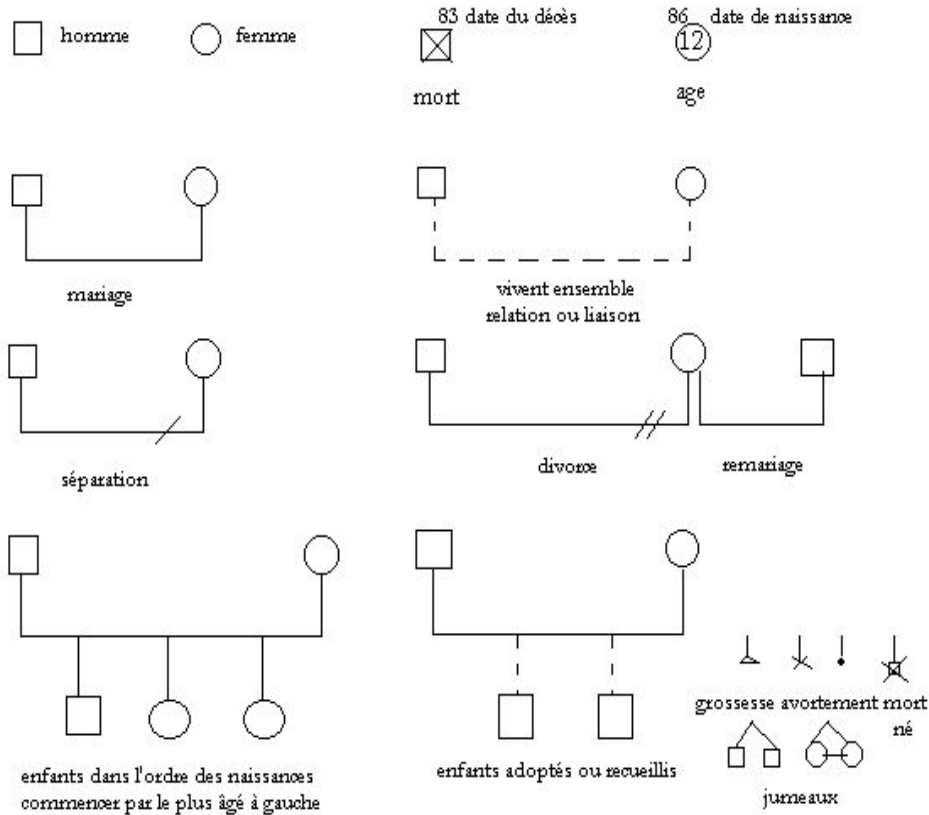 homme
femme
83 date du décès
86 date de naissance
12
mort
age
mariage
vivent ensemble
relation ou liaison
séparation
divorce
remariage
enfants dans l'ordre des naissances
commencer par le plus âgé à gauche
enfants adoptés ou recueillis
grossesse avortement mort
né
jumeaux